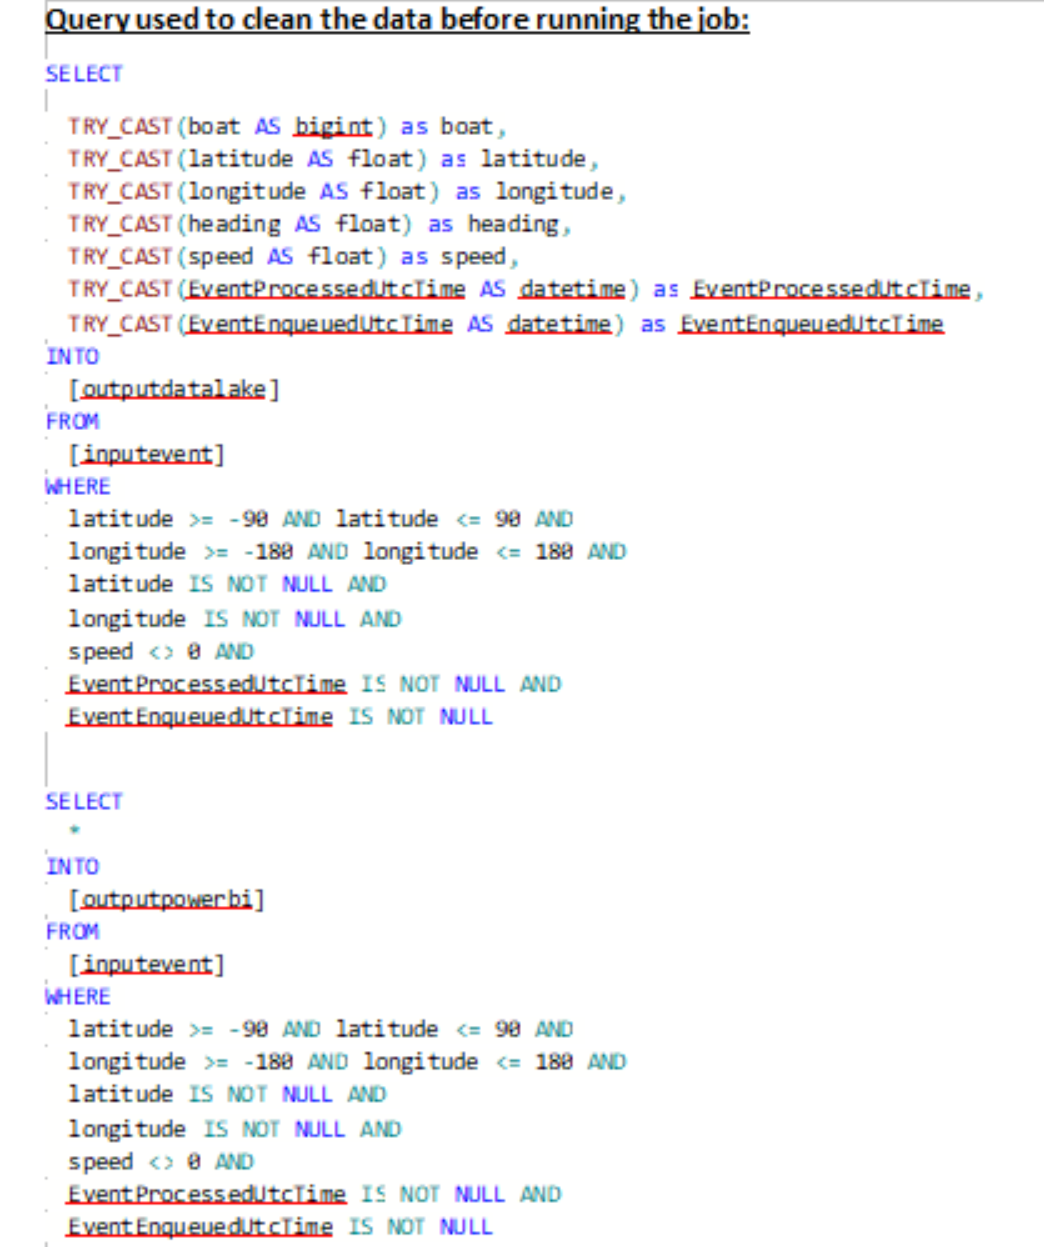 Query used to clean the data before running the job:
SELECT
TRY_CAST(boat AS bigint) as boat,
TRY_CAST(latitude AS float) as latitude,
TRY_CAST(longitude AS float) as longitude,
TRY_CAST(heading AS float) as heading,
TRY_CAST(speed AS float) as speed,
TRY_CAST(EventProcessedUtcTime AS datetime) as EventProcessedUtcTime,
TRY_CAST(EventEnqueuedUtcTime AS datetime) as EventEnqueuedUtcTime
INTO
[outputdatalake]
FROM
[inputevent]
WHERE
latitude >= -90 AND latitude <= 90 AND
longitude >= -180 AND longitude <= 180 AND
latitude IS NOT NULL AND
longitude IS NOT NULL AND
speed <> 0 AND
EventProcessedUtcTime IS NOT NULL AND
EventEnqueuedUtcTime IS NOT NULL
SELECT
*
INTO
[outputpowerbi]
FROM
[inputevent]
WHERE
latitude >= -90 AND latitude <= 90 AND
longitude >= -180 AND longitude <= 180 AND
latitude IS NOT NULL AND
longitude IS NOT NULL AND
speed <> 0 AND
EventProcessedUtcTime IS NOT NULL AND
EventEnqueuedUtcTime IS NOT NULL